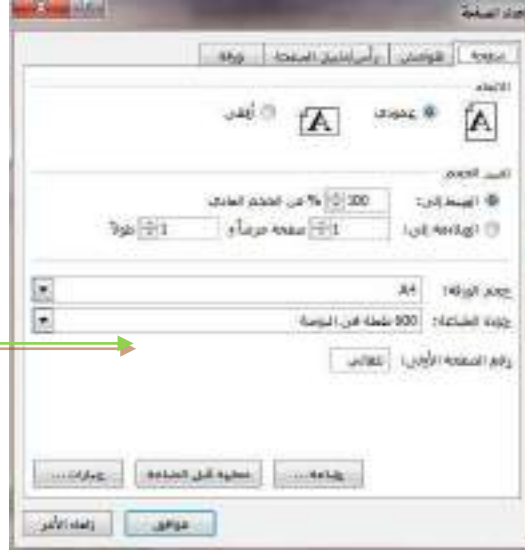 إعداد الصفحة
صفحة هوامش رأس/تذييل الصفحة ورقة
الاتجاه
عمودي أفقي
A A
تغيير الحجم
الضبط إلى: 100 % من الحجم العادي
الملاءمة إلى: 1 صفحة عرضاً و 1 طولاً
حجم الورقة: A4
جودة الطباعة: 600 نقطة في البوصة
رقم الصفحة الأولى: تلقائي
طباعة... معاينة قبل الطباعة خيارات...
موافق إلغاء الأمر